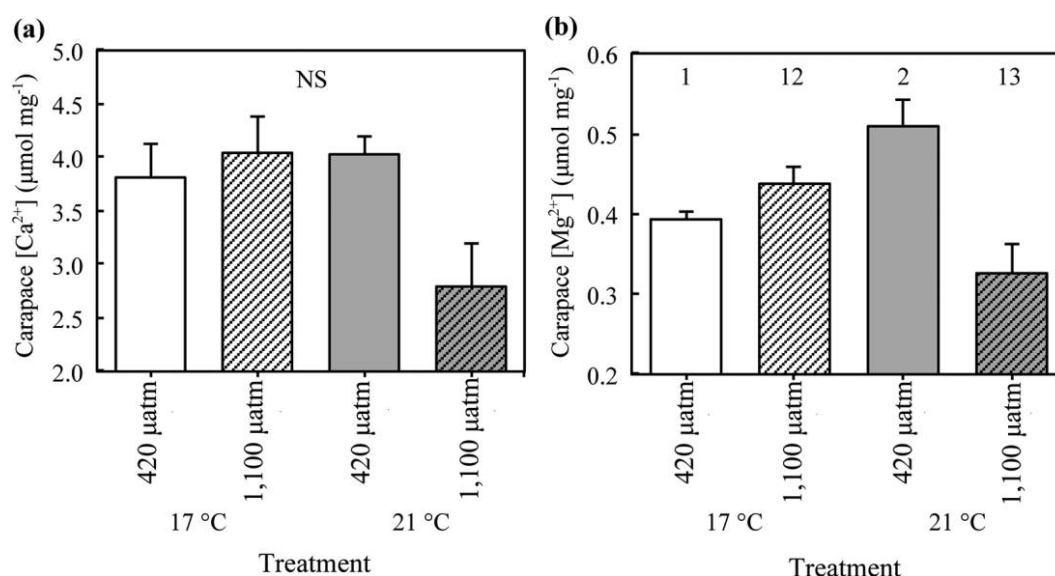 (a)
Carapace [Ca²⁺] (µmol mg⁻¹)
5.0
4.5
4.0
3.5
3.0
2.5
2.0
NS
420 µatm
1,100 µatm
420 µatm
1,100 µatm
17 °C
21 °C
Treatment
(b)
Carapace [Mg²⁺] (µmol mg⁻¹)
0.6
0.5
0.4
0.3
0.2
1 12 2 13
420 µatm
1,100 µatm
420 µatm
1,100 µatm
17 °C
21 °C
Treatment